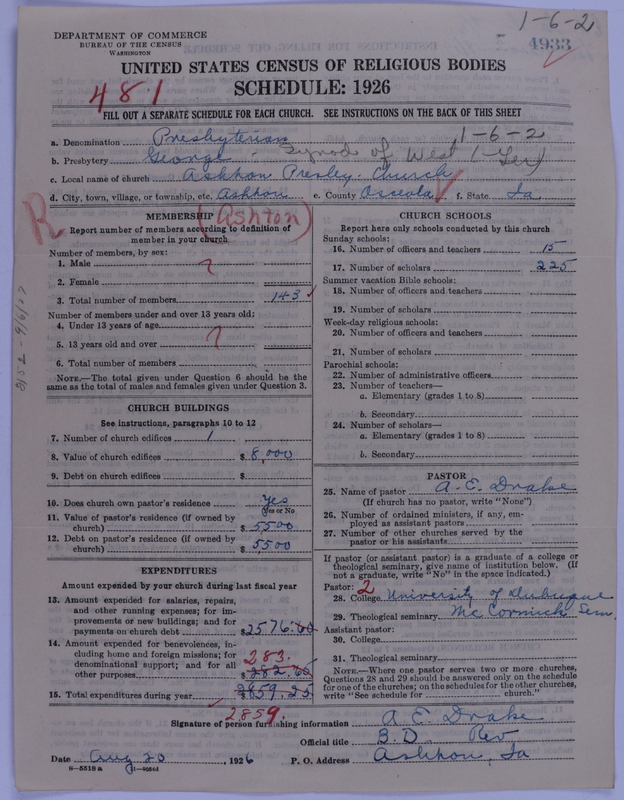 1-6-2
DEPARTMENT OF COMMERCE
BUREAU OF THE CENSUS
WASHINGTON
4933
UNITED STATES CENSUS OF RELIGIOUS BODIES
SCHEDULE: 1926
481
FILL OUT A SEPARATE SCHEDULE FOR EACH CHURCH. SEE INSTRUCTIONS ON THE BACK OF THIS SHEET
a. Denomination Presbyterian 1-6-2
b. Presbytery George - Synod of West (Ger)
c. Local name of church Ashton Presby. Church
d. City, town, village, or township, etc. Ashton e. County Osceola f. State Ia
R (Ashton)
MEMBERSHIP
Report number of members according to definition of
member in your church
Number of members, by sex:
1. Male ?
2. Female
3. Total number of members 143
Number of members under and over 13 years old:
4. Under 13 years of age
5. 13 years old and over ?
6. Total number of members
NOTE.—The total given under Question 6 should be the
same as the total of males and females given under Question 3.
CHURCH BUILDINGS
See instructions, paragraphs 10 to 12
7. Number of church edifices 1
8. Value of church edifices $ 8,000
9. Debt on church edifices $
10. Does church own pastor's residence Yes
(Yes or No)
11. Value of pastor's residence (if owned by
church) $ 5500
12. Debt on pastor's residence (if owned by
church) $ 5500
EXPENDITURES
Amount expended by your church during last fiscal year
13. Amount expended for salaries, repairs,
and other running expenses; for im-
provements or new buildings; and for
payments on church debt $ 2576.60
14. Amount expended for benevolences, in-
cluding home and foreign missions; for
denominational support; and for all
other purposes $ 282.65
283.
15. Total expenditures during year 2859.25
2859.
CHURCH SCHOOLS
Report here only schools conducted by this church
Sunday schools:
16. Number of officers and teachers 15
17. Number of scholars 225
Summer vacation Bible schools:
18. Number of officers and teachers
19. Number of scholars
Week-day religious schools:
20. Number of officers and teachers
21. Number of scholars
Parochial schools:
22. Number of administrative officers
23. Number of teachers—
a. Elementary (grades 1 to 8)
b. Secondary
24. Number of scholars—
a. Elementary (grades 1 to 8)
b. Secondary
PASTOR
25. Name of pastor A. E. Drake
(If church has no pastor, write "None")
26. Number of ordained ministers, if any, em-
ployed as assistant pastors
27. Number of other churches served by the
pastor or his assistants
If pastor (or assistant pastor) is a graduate of a college or
theological seminary, give name of institution below. (If
not a graduate, write "No" in the space indicated.)
Pastor: 2
28. College University of Dubuque
29. Theological seminary McCormick Sem.
Assistant pastor:
30. College
31. Theological seminary
NOTE.—Where one pastor serves two or more churches,
Questions 28 and 29 should be answered only on the schedule
for one of the churches; on the schedules for the other churches,
write "See schedule for church."
Signature of person furnishing information A. E. Drake
Official title B.D. Rev
Date Aug 20, 1926 P. O. Address Ashton, Ia